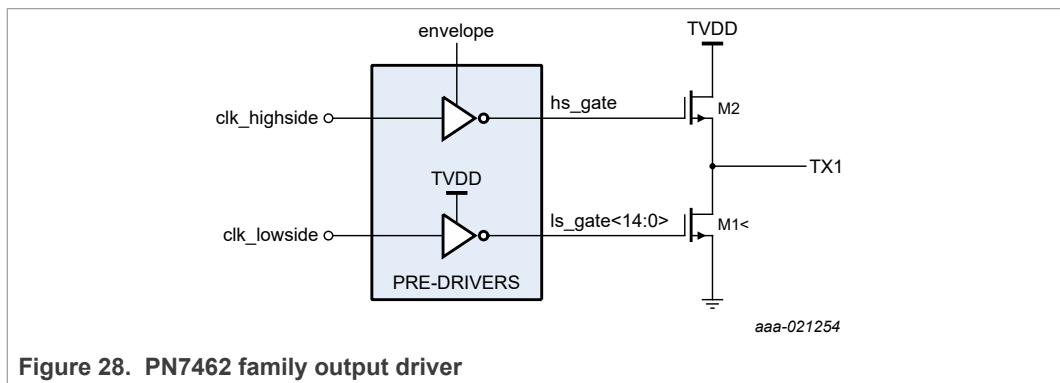 envelope
TVDD
clk_highside
hs_gate
M2
TVDD
TX1
clk_lowside
ls_gate<14:0>
M1<
PRE-DRIVERS
aaa-021254
Figure 28. PN7462 family output driver